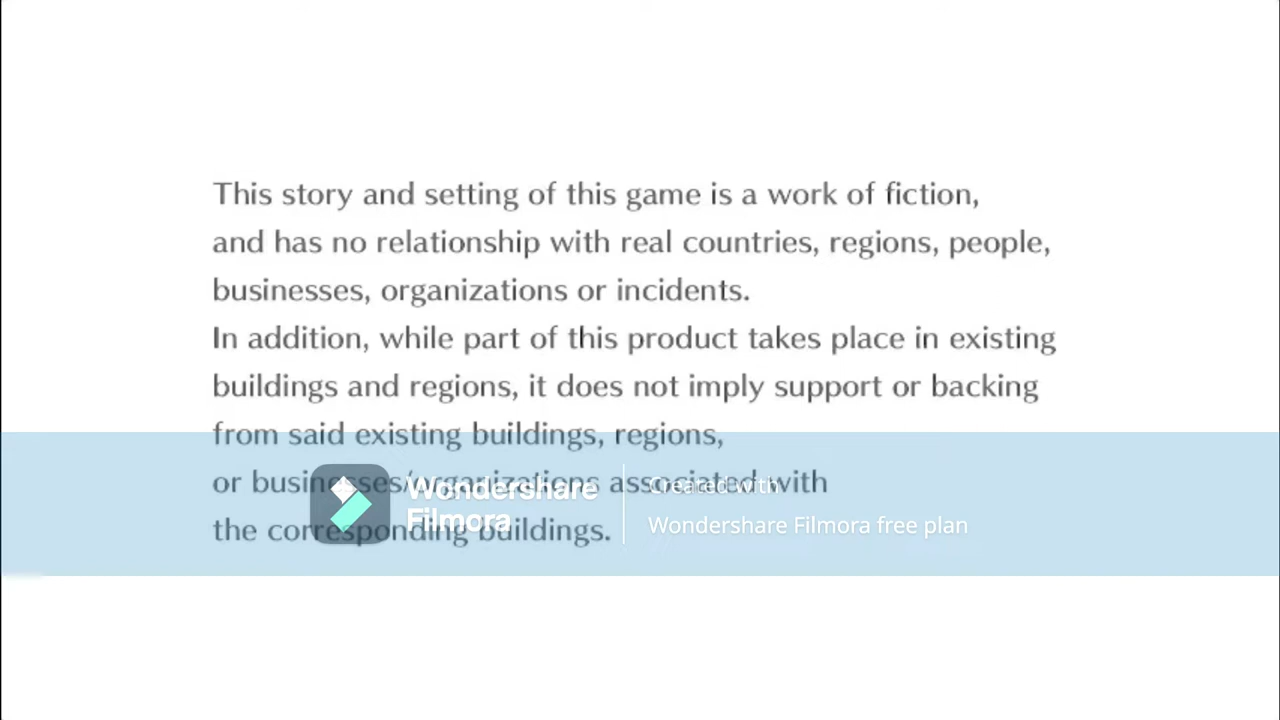 This story and setting of this game is a work of fiction,
and has no relationship with real countries, regions, people,
businesses, organizations or incidents.
In addition, while part of this product takes place in existing
buildings and regions, it does not imply support or backing
from said existing buildings, regions,
or businesses/organizations associated with
the corresponding buildings.
Wondershare
Filmora
Created with
Wondershare Filmora free plan